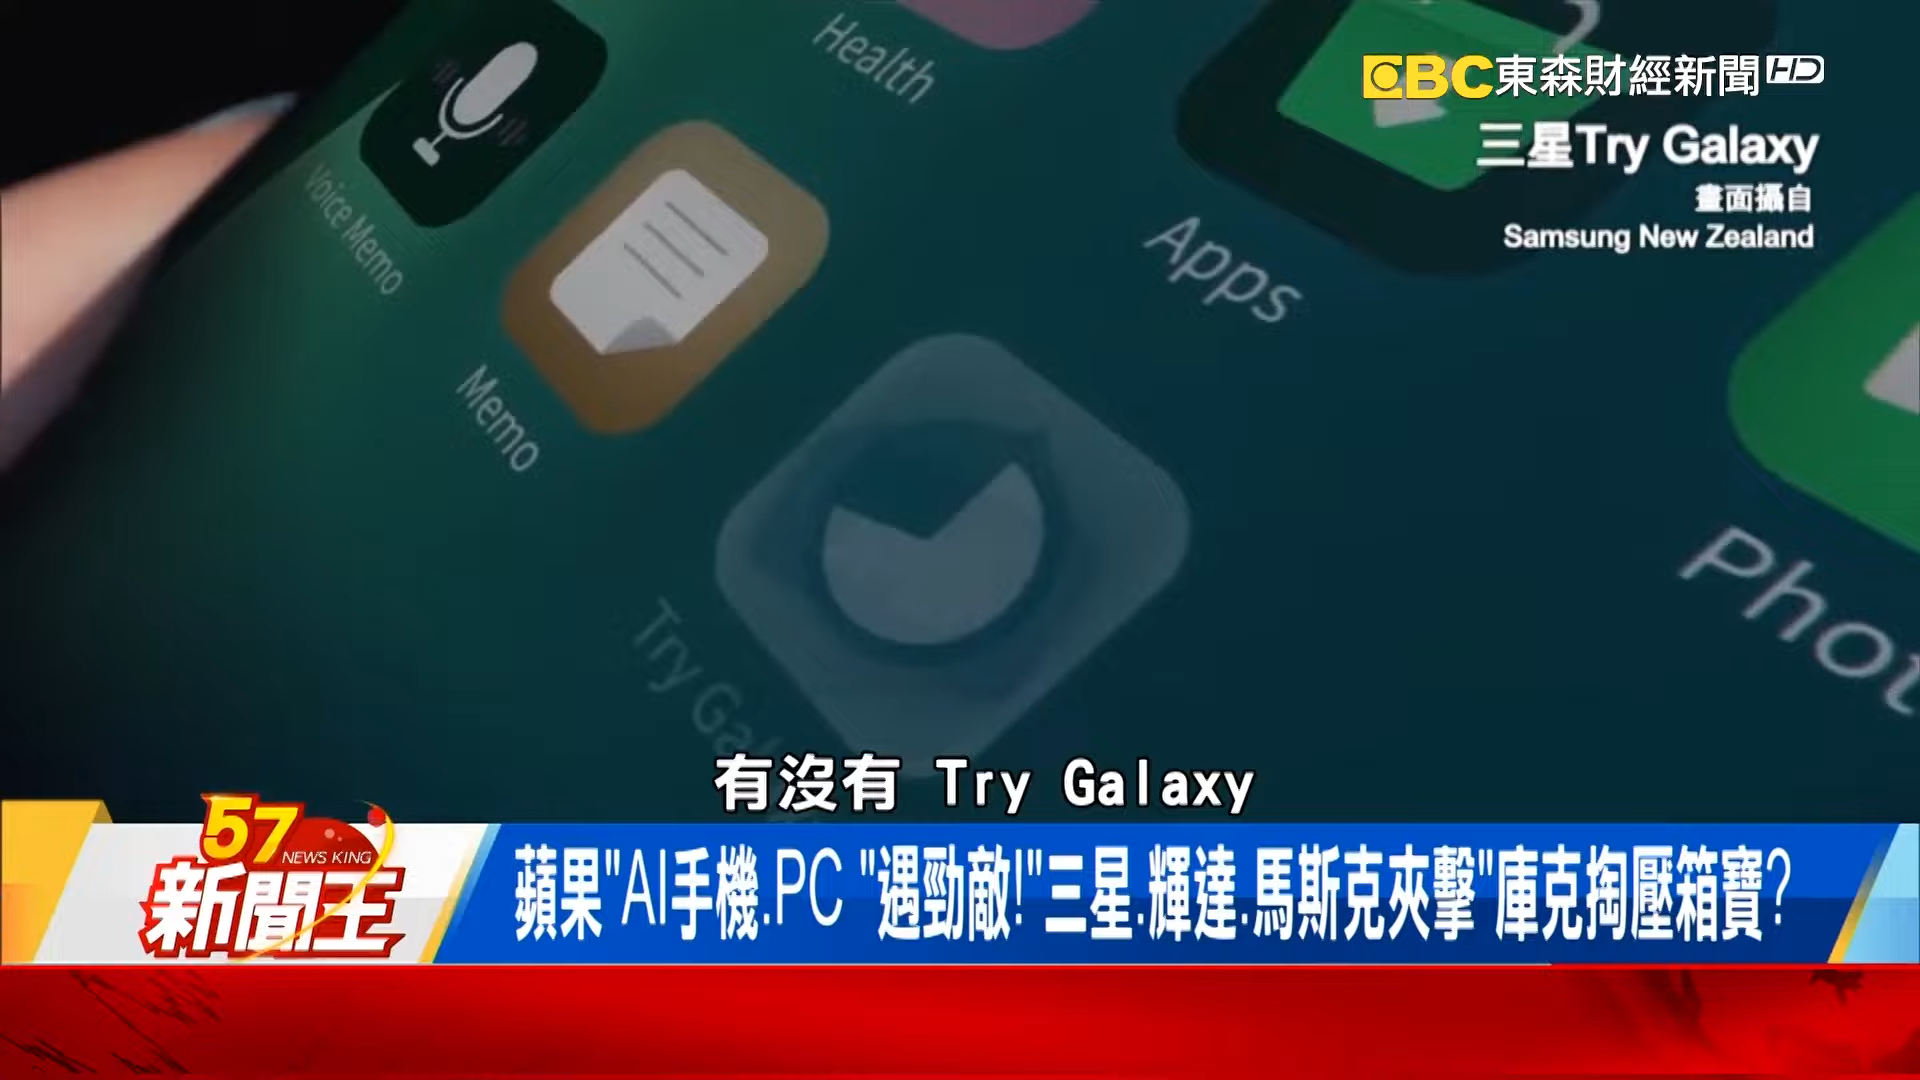 EBC東森財經新聞HD
三星Try Galaxy
畫面攝自
Samsung New Zealand
Health
Voice Memo
Memo
Apps
Try Gal
有沒有 Try Galaxy
57
NEWS KING
新聞王
蘋果"AI手機.PC "遇勁敵!"三星.輝達.馬斯克夾擊"庫克掏壓箱寶?